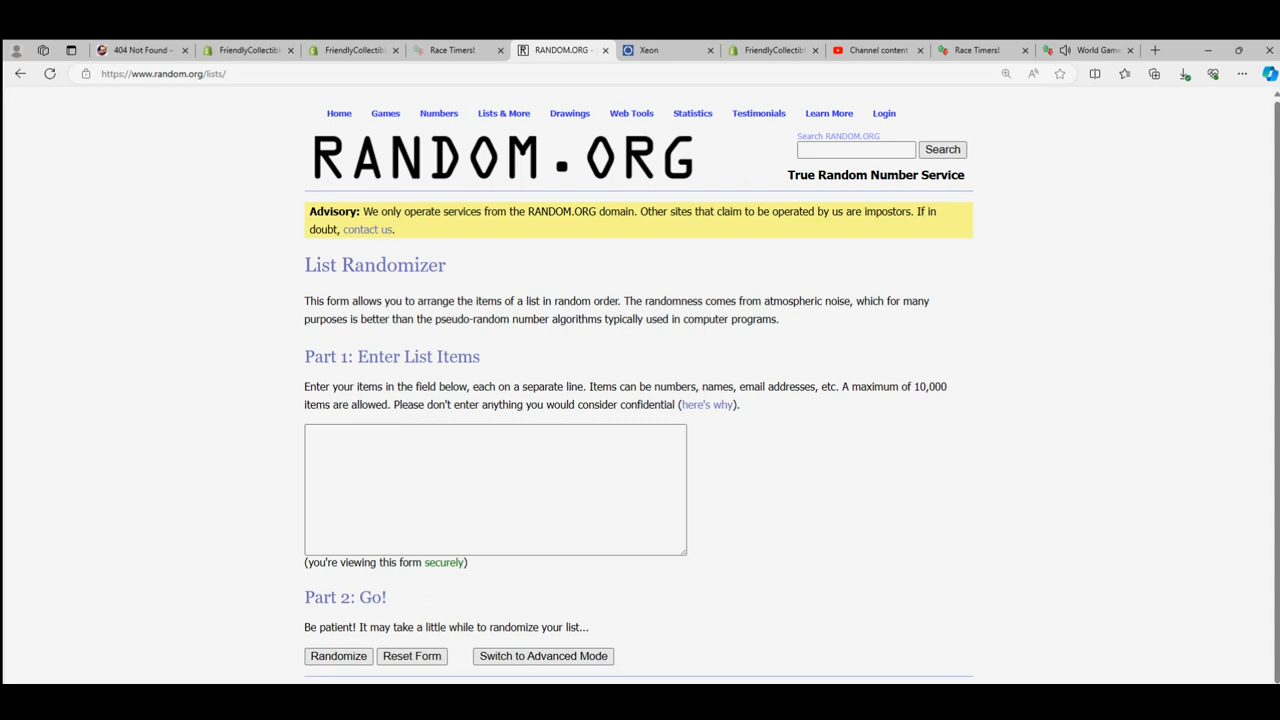 404 Not Found -
FriendlyCollectibl
FriendlyCollectibl
Race Timers!
RANDOM.ORG -
Xeon
FriendlyCollectibl
Channel content
Race Timers!
World Game
https://www.random.org/lists/
Home Games Numbers Lists & More Drawings Web Tools Statistics Testimonials Learn More Login
RANDOM.ORG
Search RANDOM.ORG
Search
True Random Number Service
Advisory: We only operate services from the RANDOM.ORG domain. Other sites that claim to be operated by us are impostors. If in
doubt, contact us.
List Randomizer
This form allows you to arrange the items of a list in random order. The randomness comes from atmospheric noise, which for many
purposes is better than the pseudo-random number algorithms typically used in computer programs.
Part 1: Enter List Items
Enter your items in the field below, each on a separate line. Items can be numbers, names, email addresses, etc. A maximum of 10,000
items are allowed. Please don't enter anything you would consider confidential (here's why).
(you're viewing this form securely)
Part 2: Go!
Be patient! It may take a little while to randomize your list...
Randomize Reset Form Switch to Advanced Mode